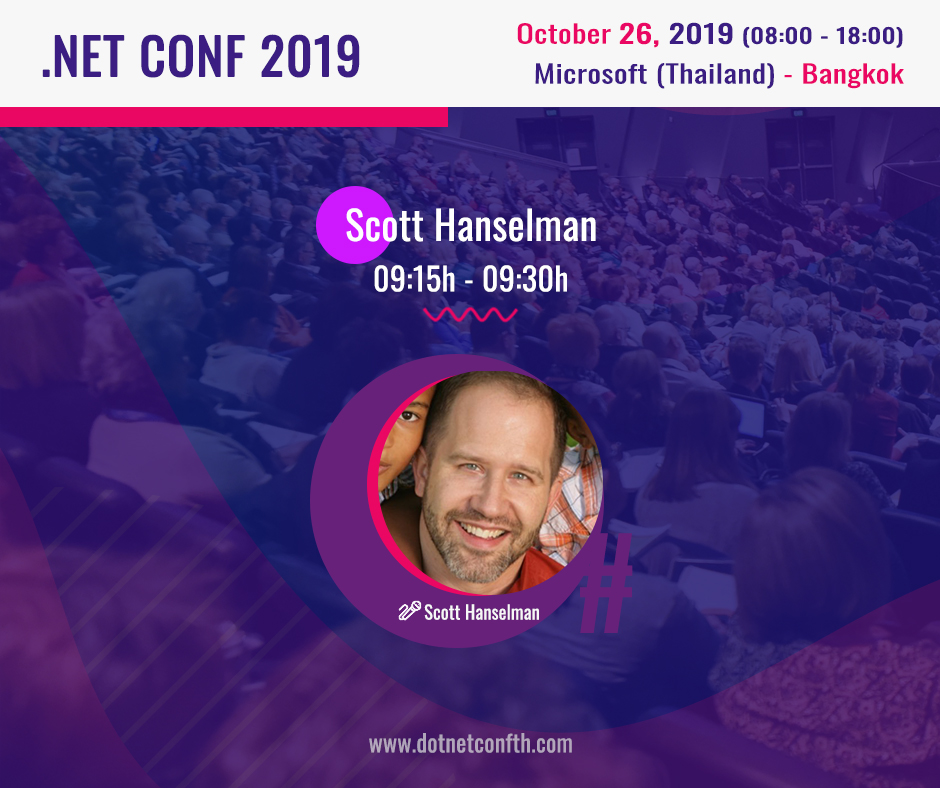 .NET CONF 2019
October 26, 2019 (08:00 - 18:00)
Microsoft (Thailand) - Bangkok
Scott Hanselman
09:15h - 09:30h
#
Scott Hanselman
www.dotnetconfth.com